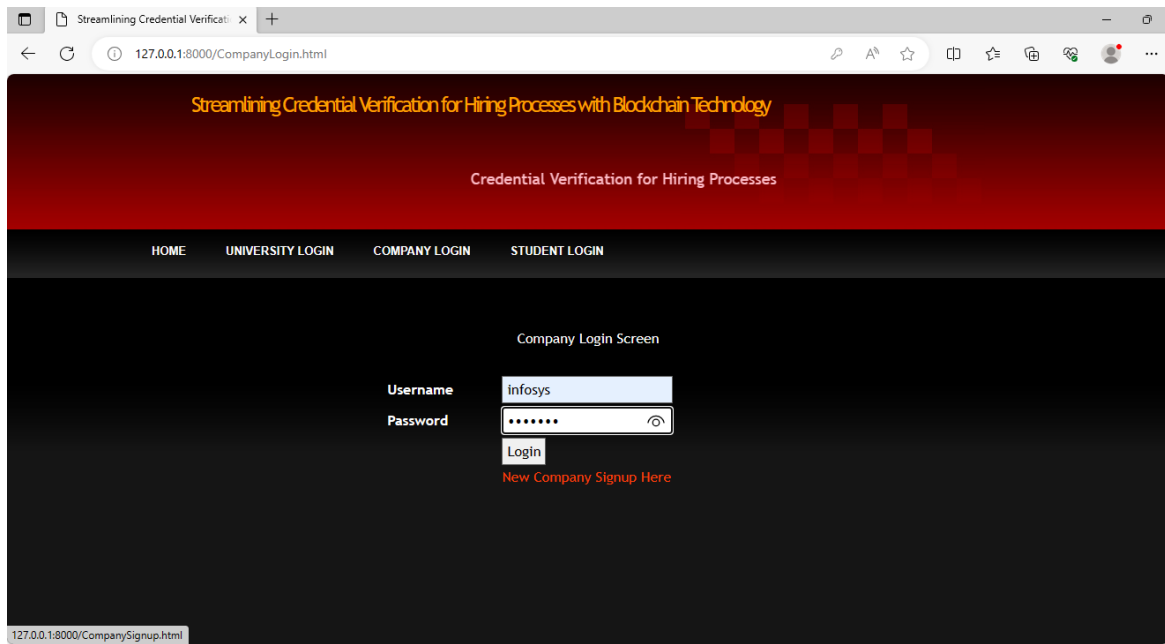 Streamlining Credential Verificati
127.0.0.1:8000/CompanyLogin.html
Streamlining Credential Verification for Hiring Processes with Blockchain Technology
Credential Verification for Hiring Processes
HOME UNIVERSITY LOGIN COMPANY LOGIN STUDENT LOGIN
Company Login Screen
Username infosys
Password •••••••
Login
New Company Signup Here
127.0.0.1:8000/CompanySignup.html